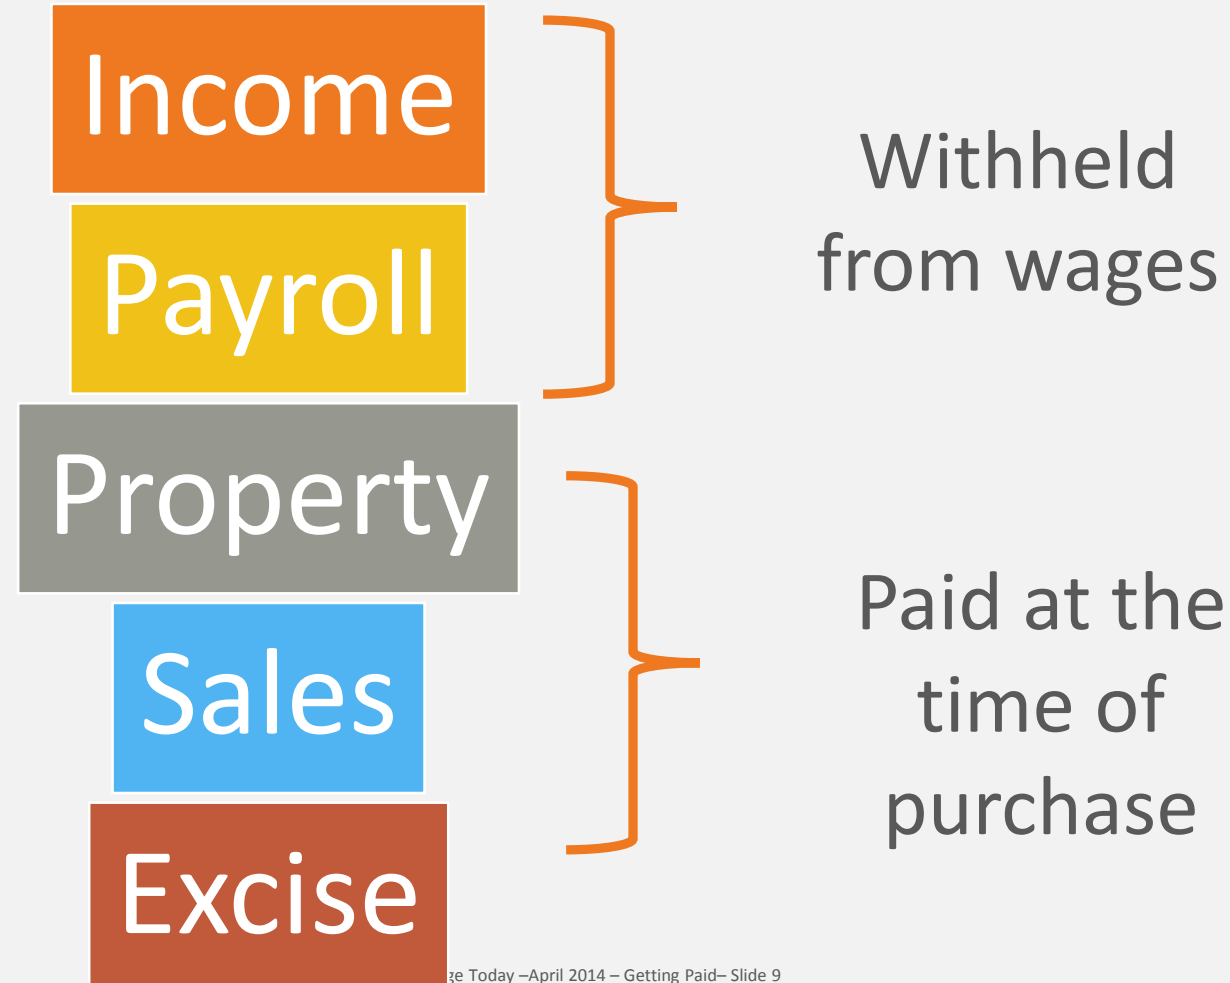 Income
Payroll
Property
Sales
Excise
Withheld
from wages
Paid at the
time of
purchase
Today –April 2014 – Getting Paid– Slide 9